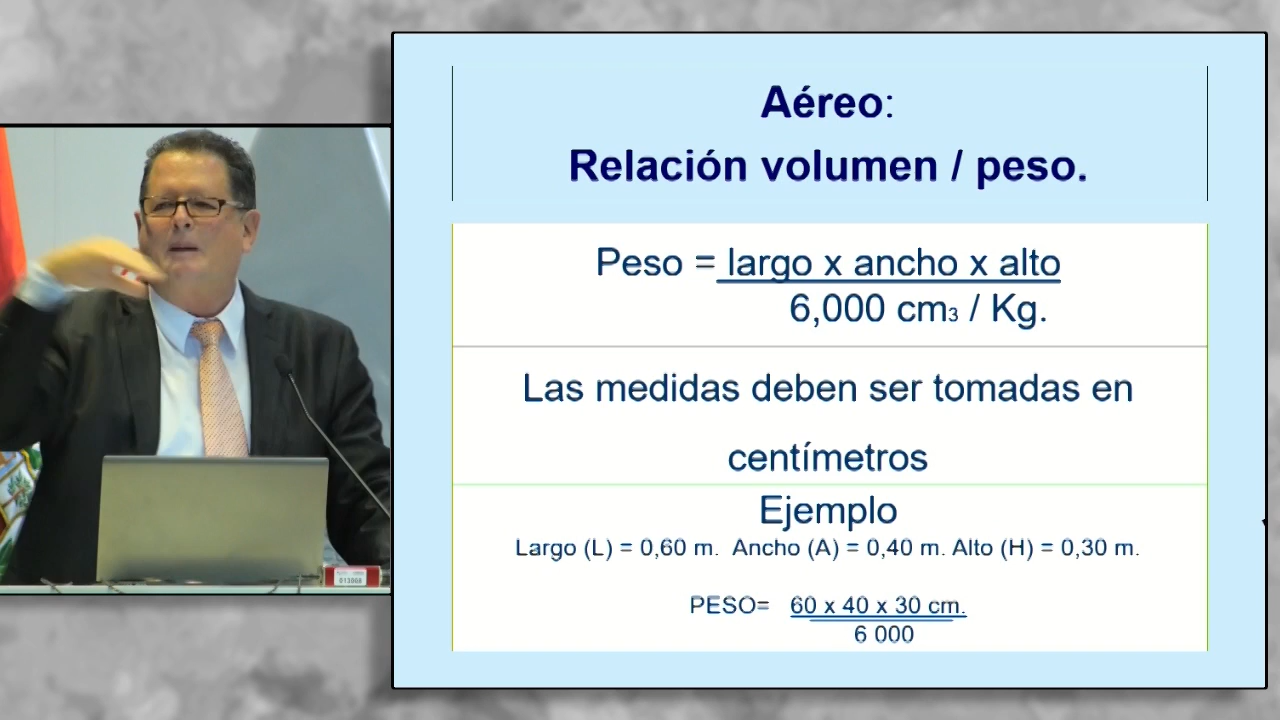 Aéreo:
Relación volumen / peso.
Peso = largo x ancho x alto
6,000 cm3 / Kg.
Las medidas deben ser tomadas en
centímetros
Ejemplo
Largo (L) = 0,60 m. Ancho (A) = 0,40 m. Alto (H) = 0,30 m.
PESO= 60 x 40 x 30 cm.
6 000